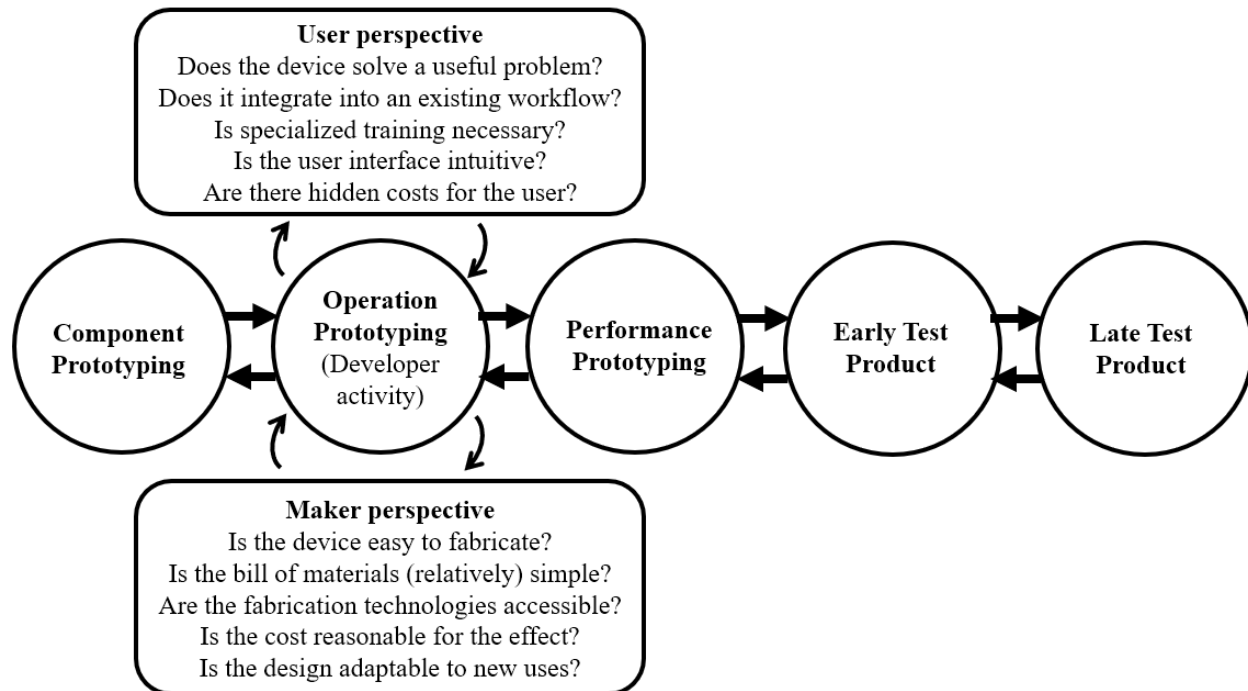 User perspective
Does the device solve a useful problem?
Does it integrate into an existing workflow?
Is specialized training necessary?
Is the user interface intuitive?
Are there hidden costs for the user?
Component
Prototyping
Operation
Prototyping
(Developer
activity)
Performance
Prototyping
Early Test
Product
Late Test
Product
Maker perspective
Is the device easy to fabricate?
Is the bill of materials (relatively) simple?
Are the fabrication technologies accessible?
Is the cost reasonable for the effect?
Is the design adaptable to new uses?